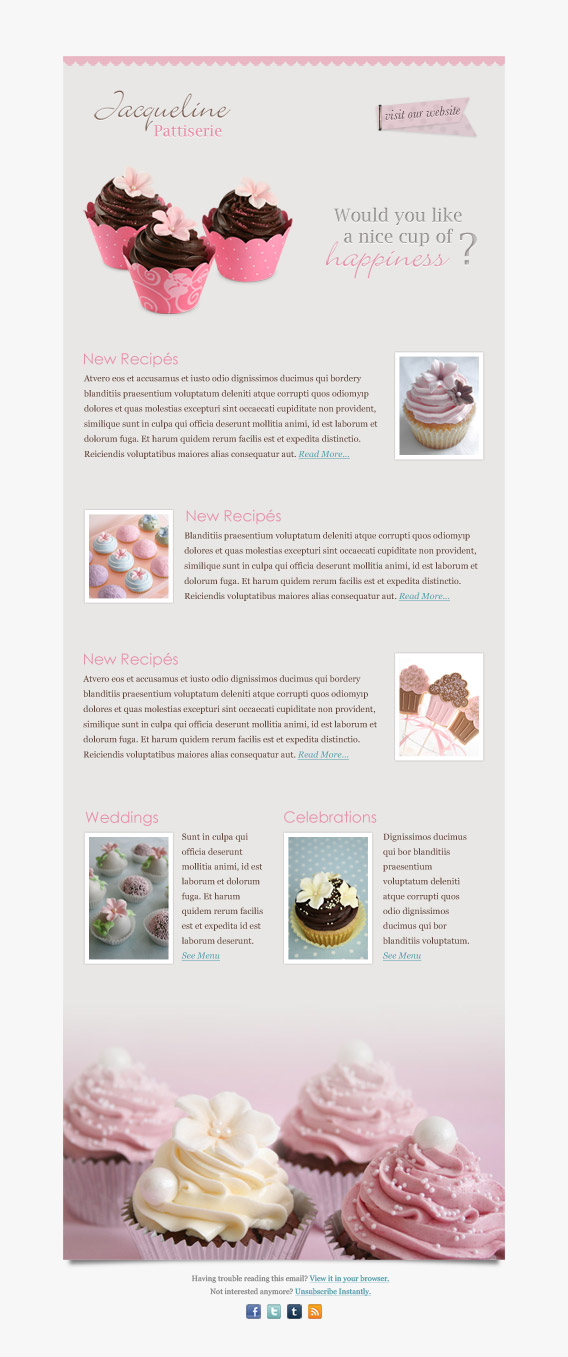 Jacqueline
Pattiserie
visit our website
Would you like
a nice cup of
happiness ?
New Recipés
Atvero eos et accusamus et iusto odio dignissimos ducimus qui bordery
blanditiis praesentium voluptatum deleniti atque corrupti quos odiomyip
dolores et quas molestias excepturi sint occaecati cupiditate non provident,
similique sunt in culpa qui officia deserunt mollitia animi, id est laborum et
dolorum fuga. Et harum quidem rerum facilis est et expedita distinctio.
Reiciendis voluptatibus maiores alias consequatur aut. Read More...
New Recipés
Blanditiis praesentium voluptatum deleniti atque corrupti quos odiomyip
dolores et quas molestias excepturi sint occaecati cupiditate non provident,
similique sunt in culpa qui officia deserunt mollitia animi, id est laborum et
dolorum fuga. Et harum quidem rerum facilis est et expedita distinctio.
Reiciendis voluptatibus maiores alias consequatur aut. Read More...
New Recipés
Atvero eos et accusamus et iusto odio dignissimos ducimus qui bordery
blanditiis praesentium voluptatum deleniti atque corrupti quos odiomyip
dolores et quas molestias excepturi sint occaecati cupiditate non provident,
similique sunt in culpa qui officia deserunt mollitia animi, id est laborum et
dolorum fuga. Et harum quidem rerum facilis est et expedita distinctio.
Reiciendis voluptatibus maiores alias consequatur aut. Read More...
Weddings
Sunt in culpa qui
officia deserunt
mollitia animi, id est
laborum et dolorum
fuga. Et harum
quidem rerum facilis
est et expedita id est
laborum deserunt.
See Menu
Celebrations
Dignissimos ducimus
qui bor blanditiis
praesentium
voluptatum deleniti
atque corrupti quos
odio dignissimos
ducimus qui bor
blanditiis voluptatum.
See Menu
Having trouble reading this email? View it in your browser.
Not interested anymore? Unsubscribe Instantly.
f t t